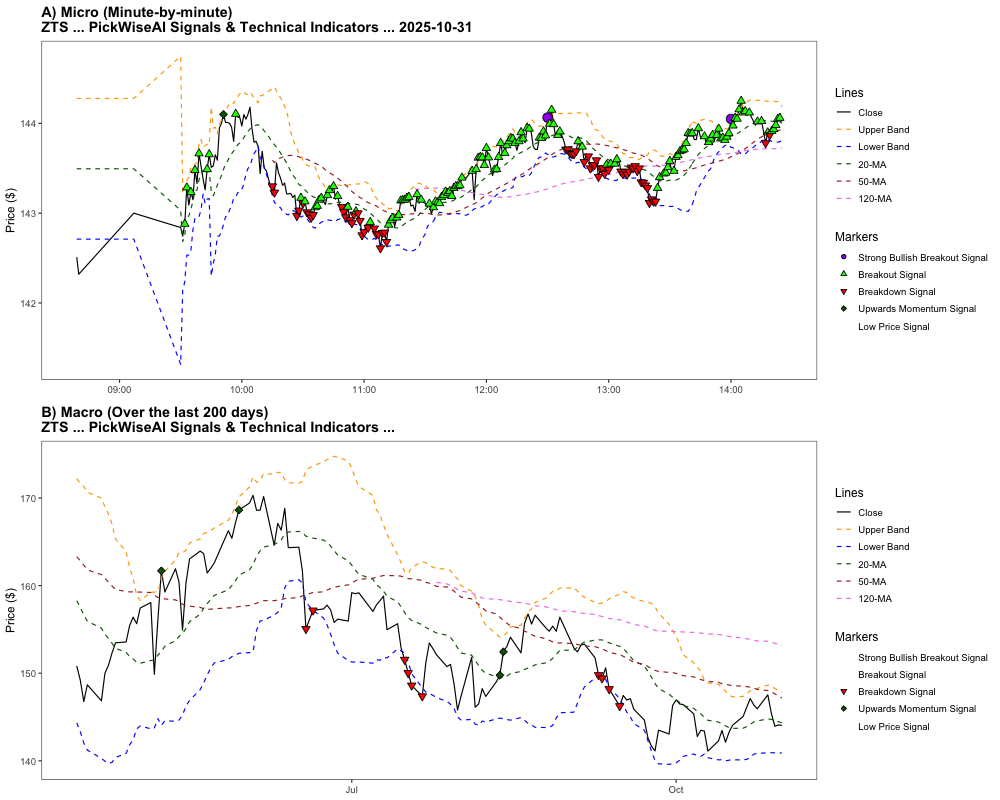 A) Micro (Minute-by-minute)
ZTS ... PickWiseAI Signals & Technical Indicators ... 2025-10-31
Price ($)
144
143
142
09:00
10:00
11:00
12:00
13:00
14:00
Lines
Close
Upper Band
Lower Band
20-MA
50-MA
120-MA
Markers
Strong Bullish Breakout Signal
Breakout Signal
Breakdown Signal
Upwards Momentum Signal
Low Price Signal
B) Macro (Over the last 200 days)
ZTS ... PickWiseAI Signals & Technical Indicators ...
Price ($)
170
160
150
140
Jul
Oct
Lines
Close
Upper Band
Lower Band
20-MA
50-MA
120-MA
Markers
Strong Bullish Breakout Signal
Breakout Signal
Breakdown Signal
Upwards Momentum Signal
Low Price Signal